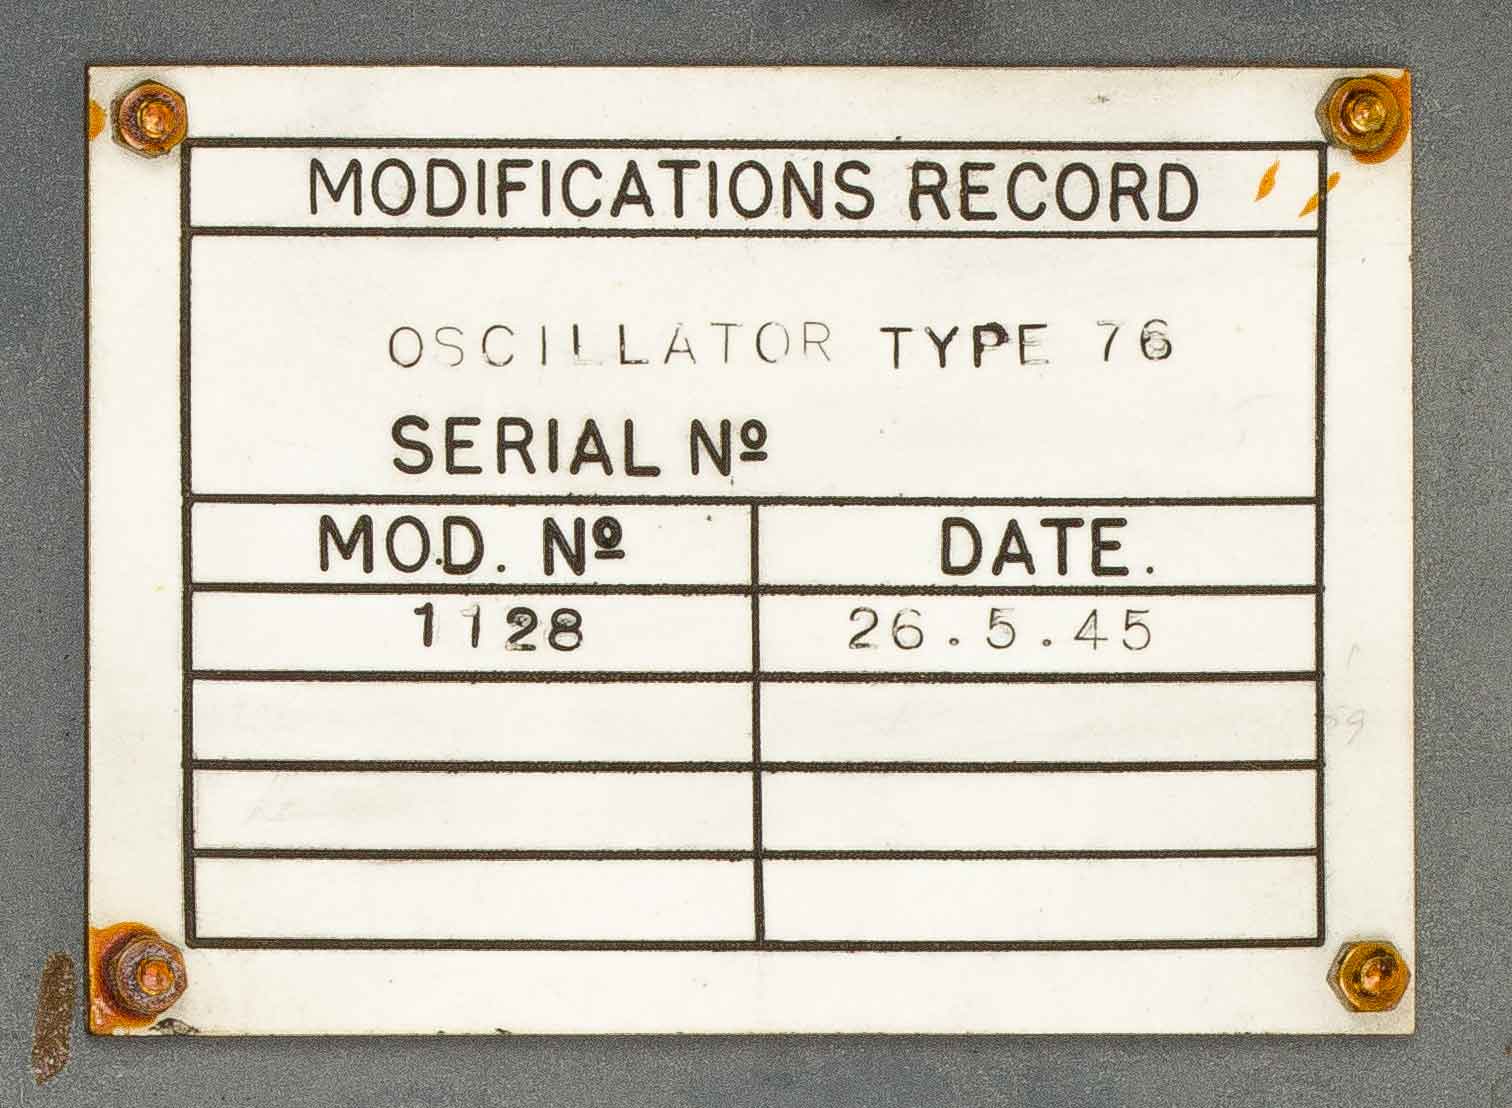 MODIFICATIONS RECORD
OSCILLATOR TYPE 76
SERIAL Nº
MOD. Nº DATE.
1128 26.5.45